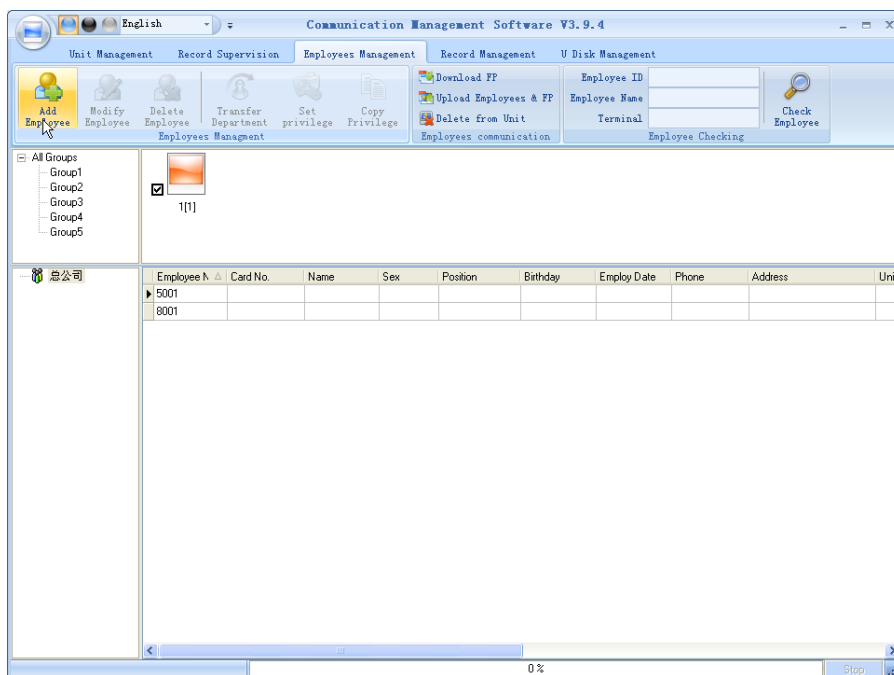 English
Communication Management Software V3.9.4
Unit Management Record Supervision Employees Management Record Management U Disk Management
Add Employee
Modify Employee
Delete Employee
Transfer Department
Set privilege
Copy Privilege
Employees Managment
Download FP
Upload Employees & FP
Delete from Unit
Employees communication
Employee ID
Employee Name
Terminal
Check Employee
Employee Checking
All Groups
Group1
Group2
Group3
Group4
Group5
1[1]
总公司
Employee N Card No. Name Sex Position Birthday Employ Date Phone Address Uni
5001
8001
0 %
Stop